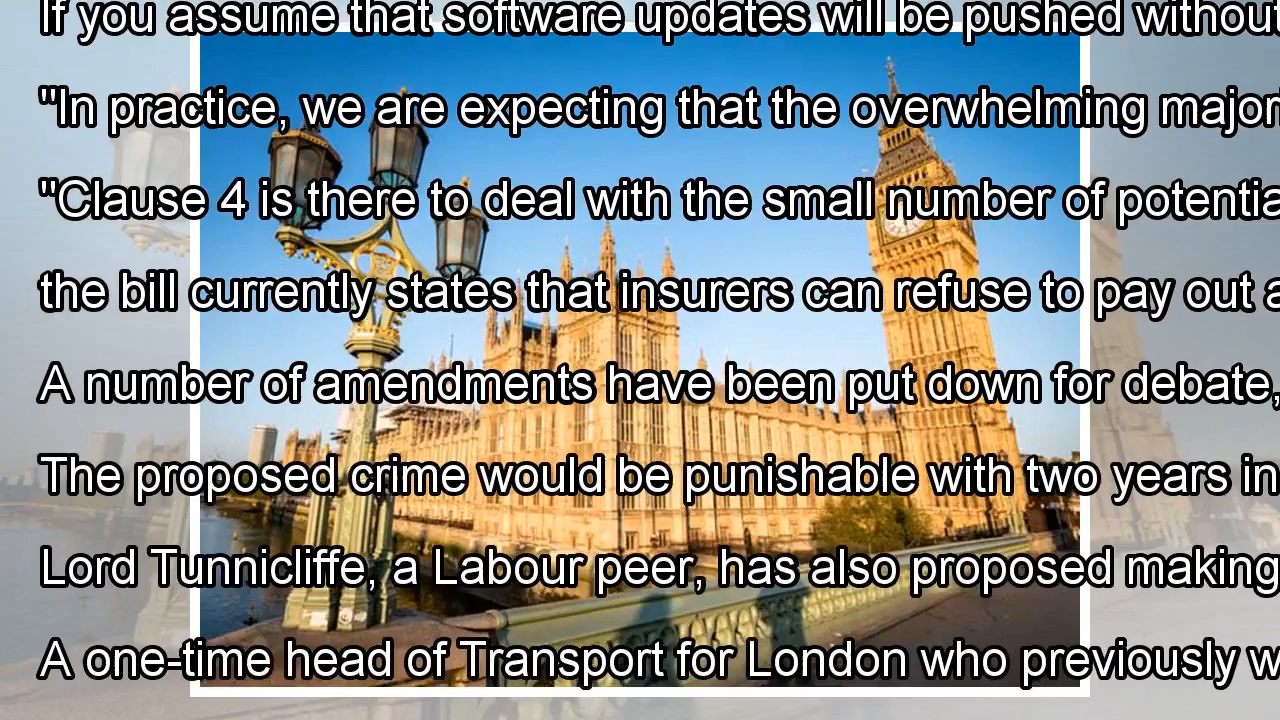 If you assume that software updates will be pushed without
"In practice, we are expecting that the overwhelming major
"Clause 4 is there to deal with the small number of potentia
the bill currently states that insurers can refuse to pay out a
A number of amendments have been put down for debate,
The proposed crime would be punishable with two years in
Lord Tunnicliffe, a Labour peer, has also proposed making
A one-time head of Transport for London who previously w